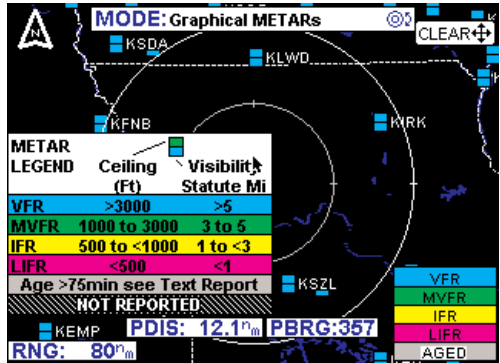 MODE: Graphical METARs
N
CLEAR
KSDA
KLWD
KFNB
KIRK
METAR
LEGEND Ceiling Visibility
(Ft) Statute Mi
VFR >3000 >5
MVFR 1000 to 3000 3 to 5
IFR 500 to <1000 1 to <3
LIFR <500 <1
Age >75min see Text Report
NOT REPORTED
KSZL
VFR
MVFR
IFR
LIFR
AGED
KEMP
PDIS: 12.1nm PBRG:357
RNG: 80nm